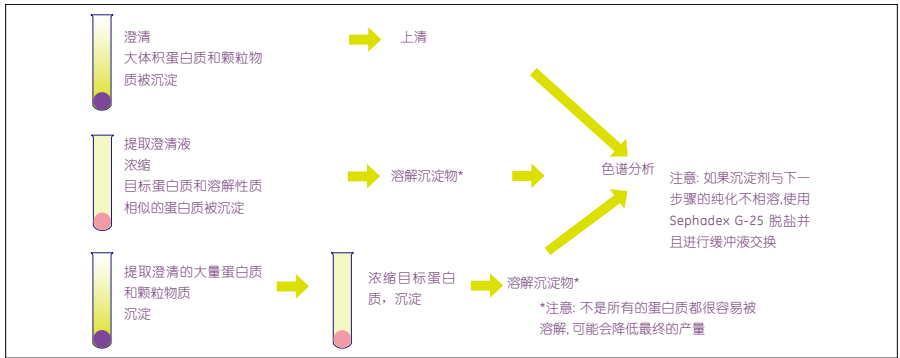 澄清
大体积蛋白质和颗粒物
质被沉淀
上清
提取澄清液
浓缩
目标蛋白质和溶解性质
相似的蛋白质被沉淀
溶解沉淀物*
色谱分析
注意: 如果沉淀剂与下一
步骤的纯化不相溶,使用
Sephadex G-25 脱盐并
且进行缓冲液交换
提取澄清的大量蛋白质
和颗粒物质
沉淀
浓缩目标蛋白
质，沉淀
溶解沉淀物*
*注意: 不是所有的蛋白质都很容易被
溶解,可能会降低最终的产量